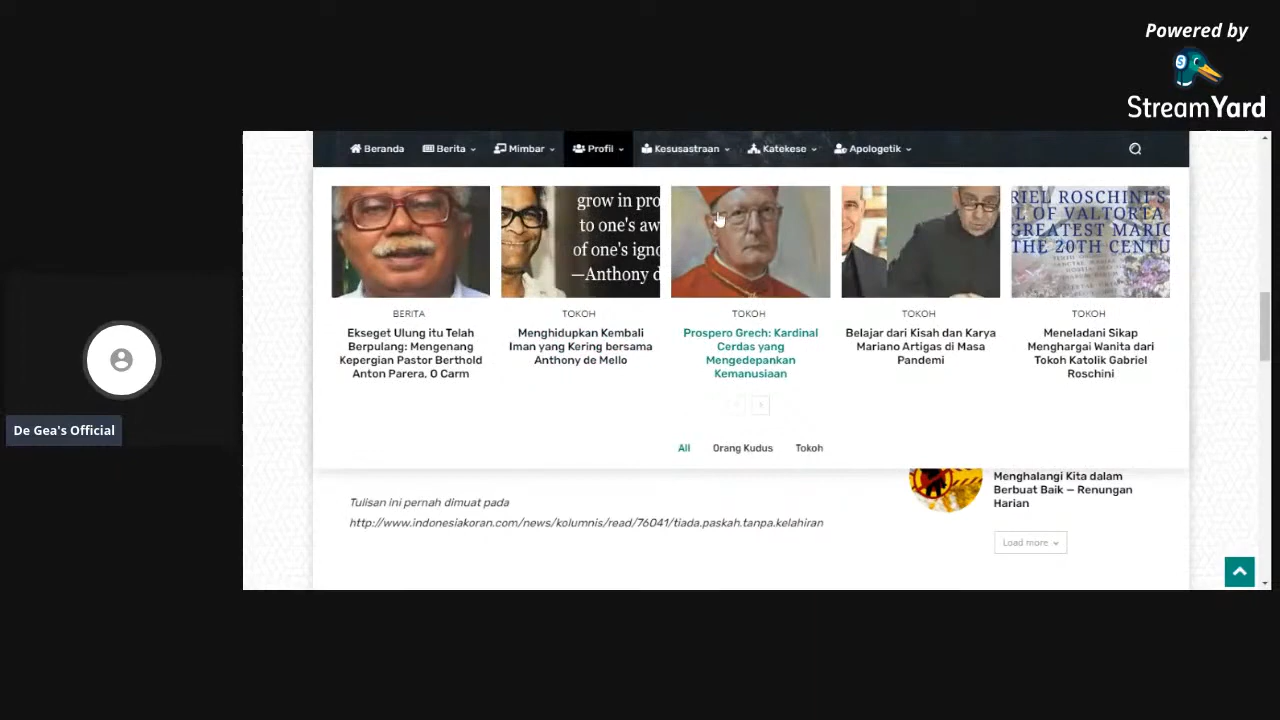 Powered by
StreamYard
Beranda Berita Mimbar Profil Kesusastraan Katekese Apologetik
grow in pro
to one's aw
of one's igno
—Anthony d
RIEL ROSCHINI'S
L OF VALTORTA
GREATEST MARIO
THE 20TH CENTU
BERITA
Ekseget Ulung itu Telah
Berpulang: Mengenang
Kepergian Pastor Berthold
Anton Parera, O Carm
TOKOH
Menghidupkan Kembali
Iman yang Kering bersama
Anthony de Mello
TOKOH
Prospero Grech: Kardinal
Cerdas yang
Mengedepankan
Kemanusiaan
TOKOH
Belajar dari Kisah dan Karya
Mariano Artigas di Masa
Pandemi
TOKOH
Meneladani Sikap
Menghargai Wanita dari
Tokoh Katolik Gabriel
Roschini
All Orang Kudus Tokoh
De Gea's Official
Menghalangi Kita dalam
Berbuat Baik – Renungan
Harian
Tulisan ini pernah dimuat pada
http://www.indonesiakoran.com/news/kolumnis/read/76041/tiada.paskah.tanpa.kelahiran
Load more